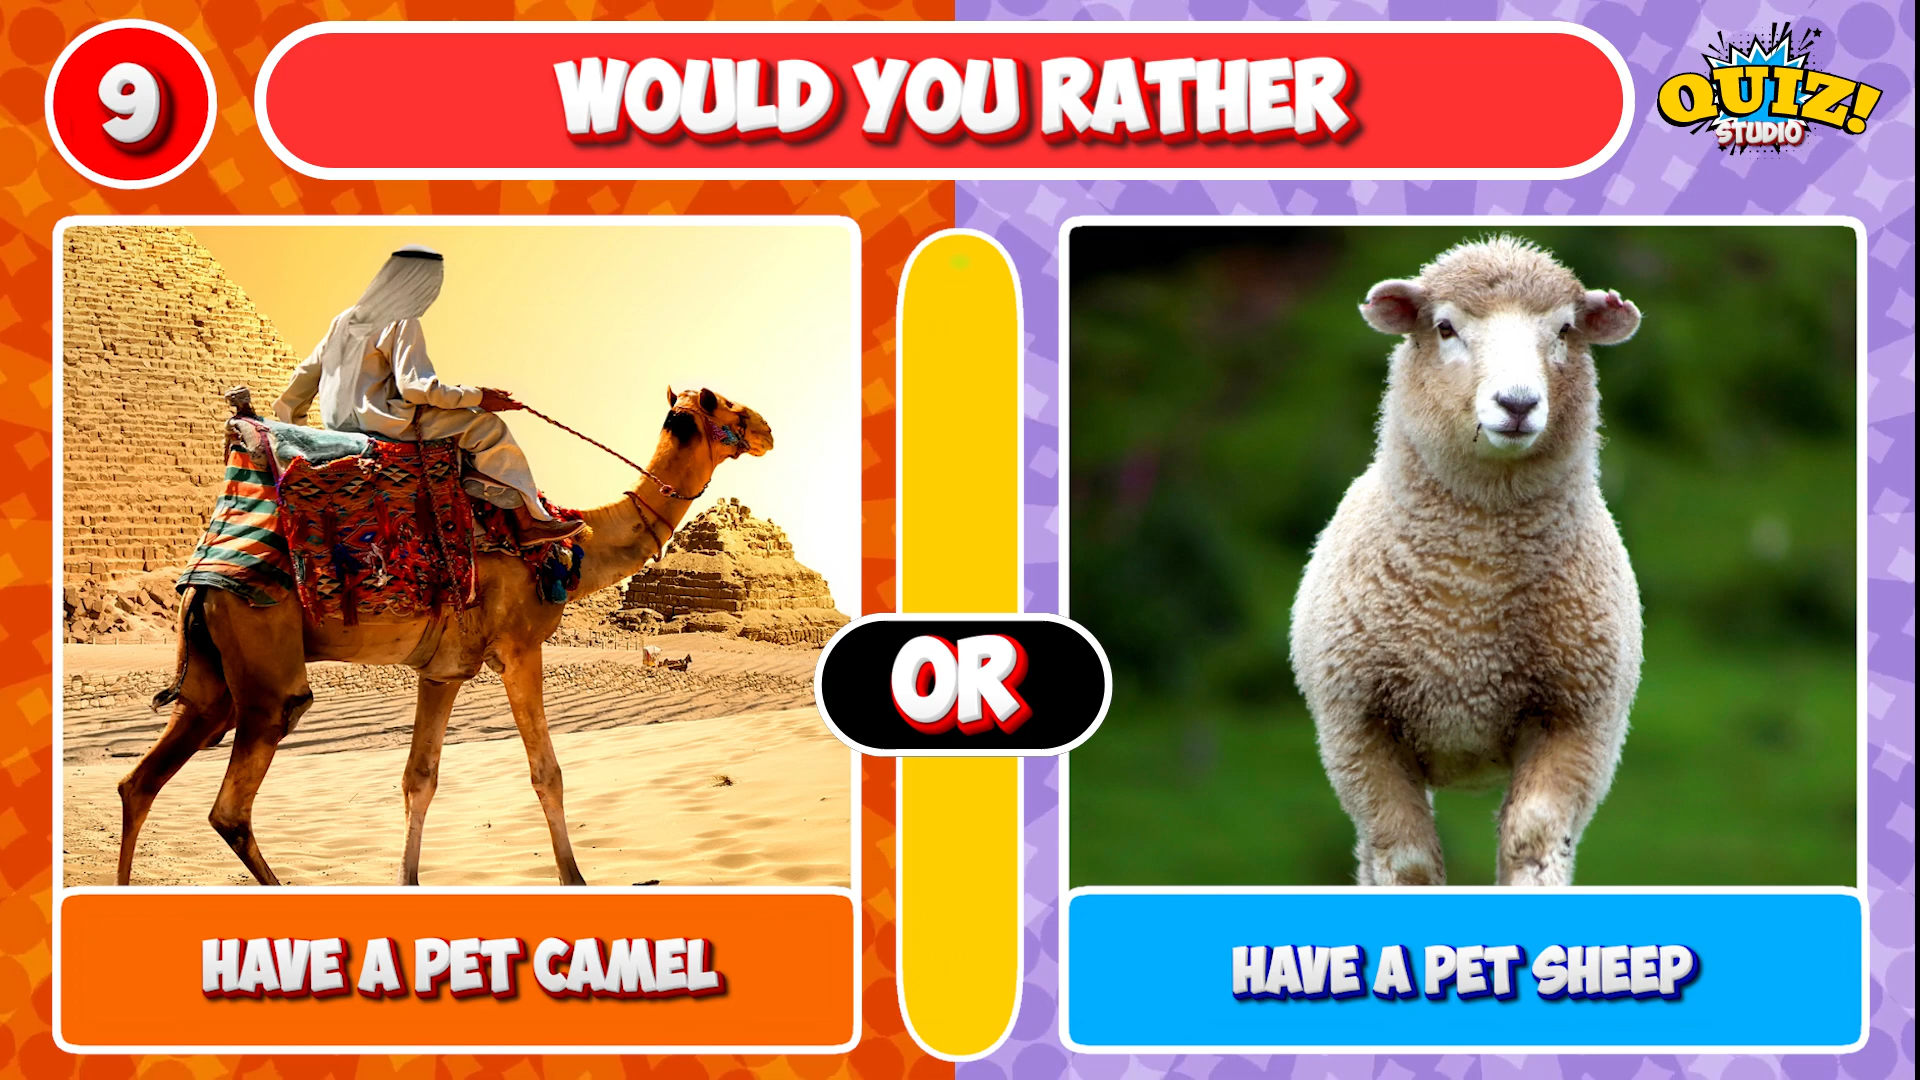 9
WOULD YOU RATHER
QUIZ!
STUDIO
OR
HAVE A PET CAMEL
HAVE A PET SHEEP